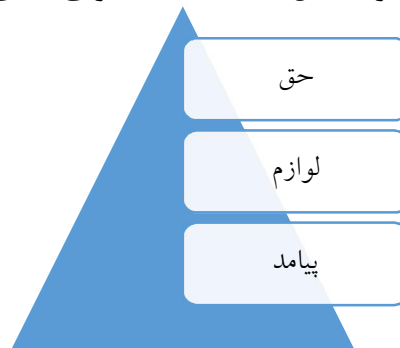 حق
لوازم
پیامد